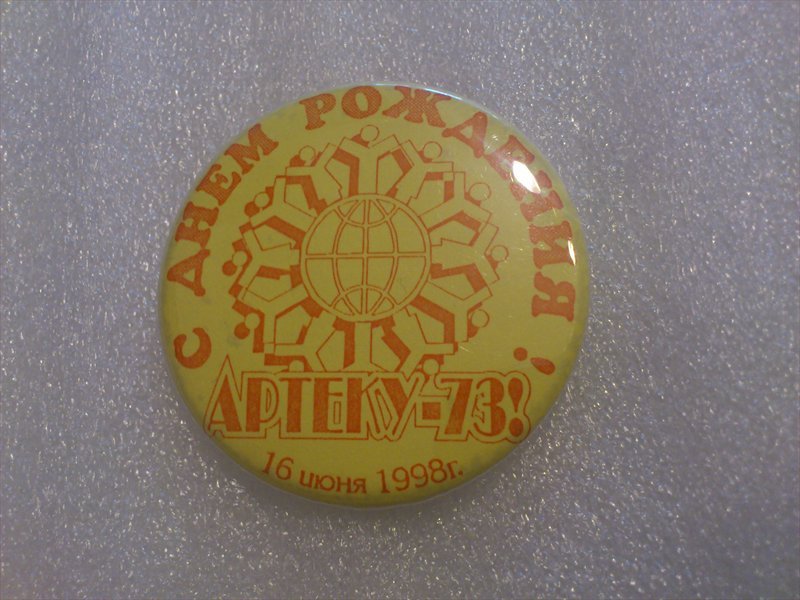 С ДНЕМ РОЖДЕНИЯ !
АРТЕКУ-73!
16 июня 1998г.